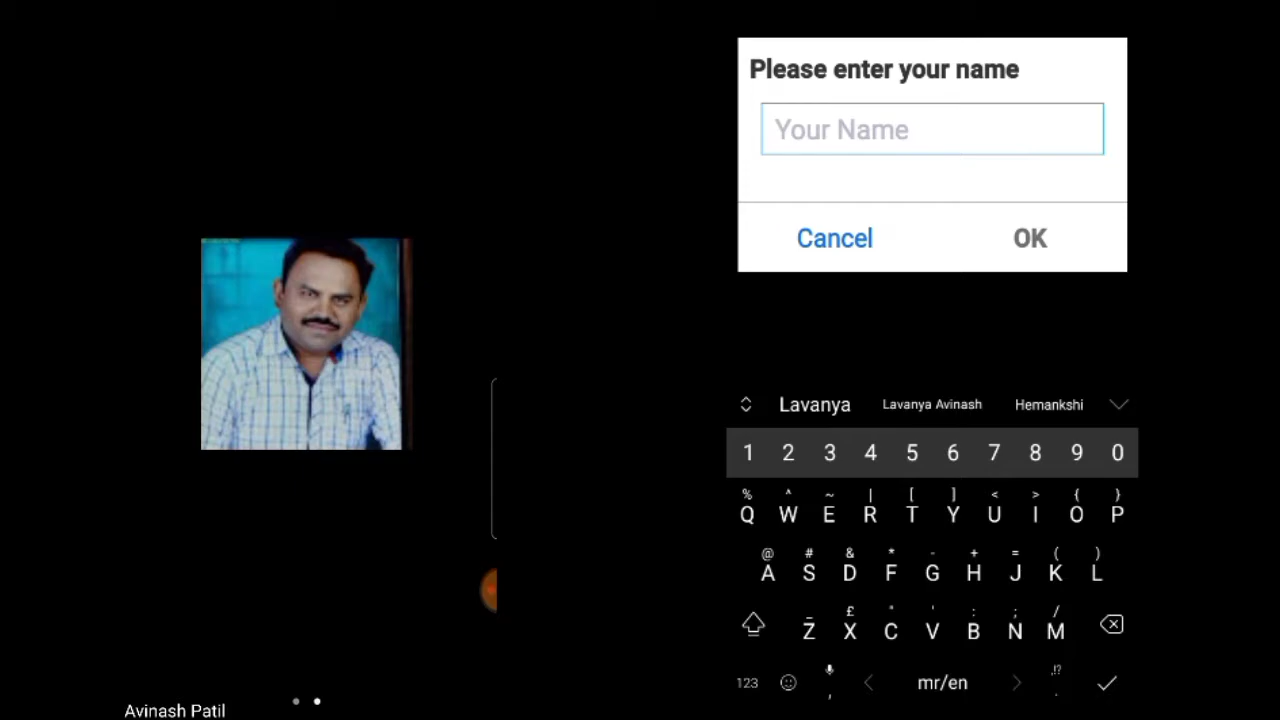 Please enter your name
Your Name
Cancel OK
Lavanya Lavanya Avinash Hemankshi
1 2 3 4 5 6 7 8 9 0
% ^ ~ | [ ] < > { }
Q W E R T Y U I O P
@ # & * - + = ( )
A S D F G H J K L
_ £ " ' : ; /
Z X C V B N M
,!?
123 , < mr/en > .
Avinash Patil